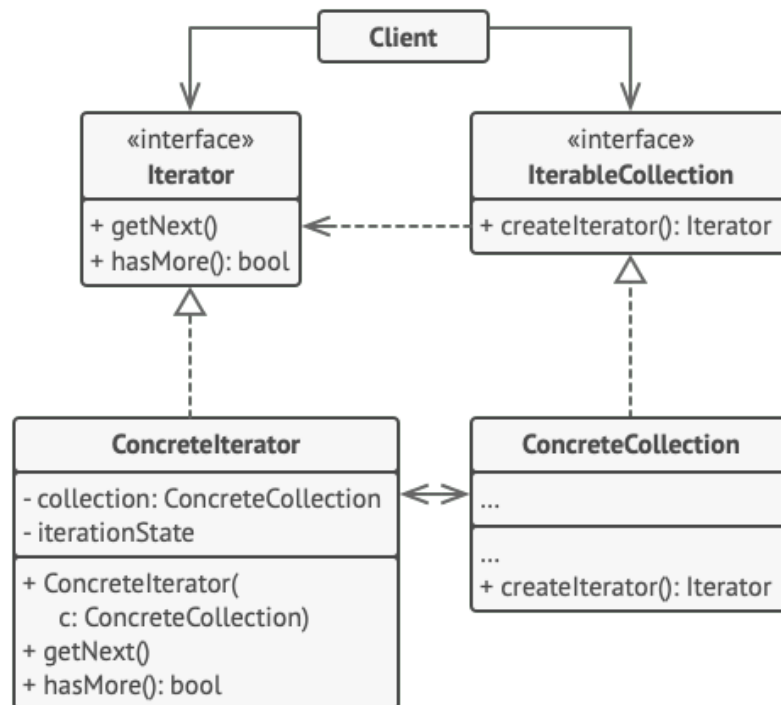 Client
«interface»
Iterator
+ getNext()
+ hasMore(): bool
«interface»
IterableCollection
+ createIterator(): Iterator
ConcreteIterator
- collection: ConcreteCollection
- iterationState
+ ConcreteIterator(
c: ConcreteCollection)
+ getNext()
+ hasMore(): bool
ConcreteCollection
...
...
+ createIterator(): Iterator